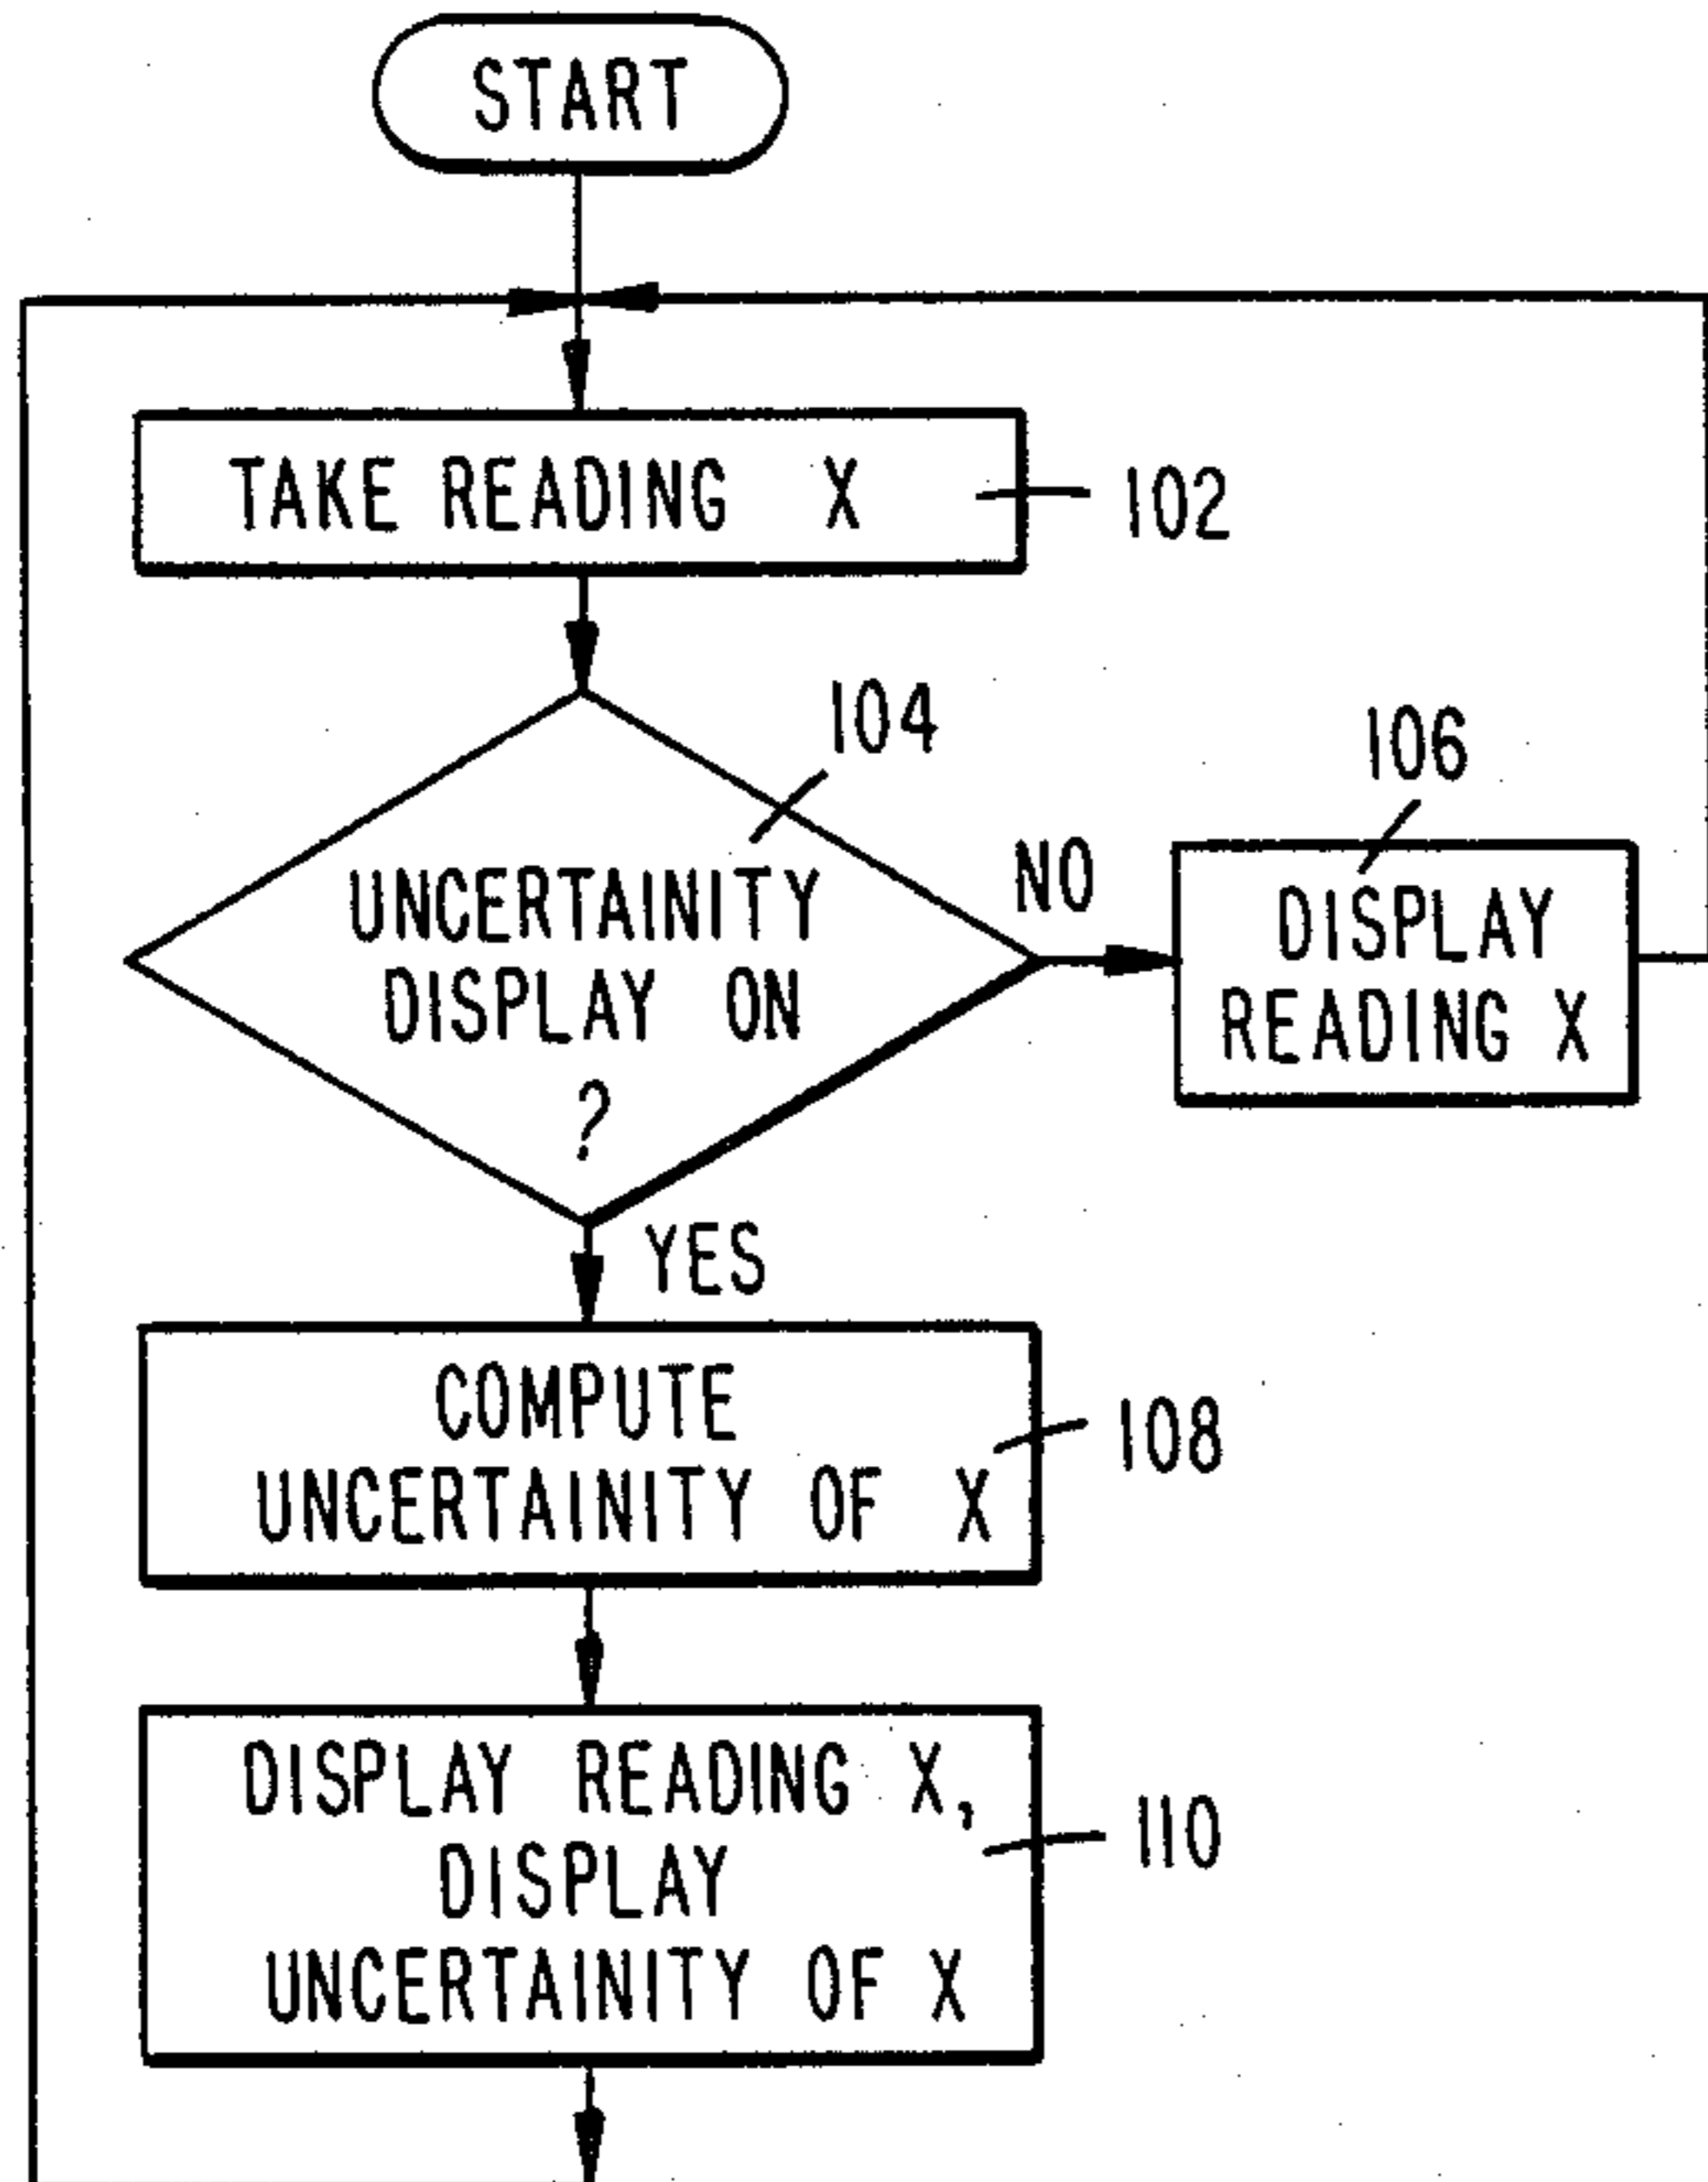 START
TAKE READING X
102
104
UNCERTAINITY
DISPLAY ON
?
NO
106
DISPLAY
READING X
YES
COMPUTE
UNCERTAINITY OF X
108
DISPLAY READING X,
DISPLAY
UNCERTAINITY OF X
110